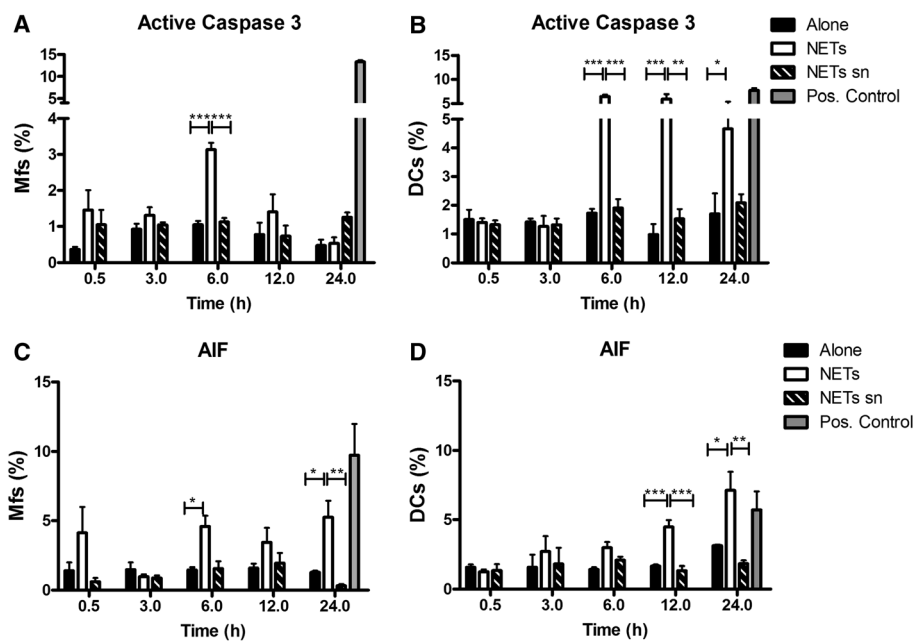 A
Active Caspase 3
Mfs (%)
15
10
5
4
3
2
1
0
*** ***
0.5 3.0 6.0 12.0 24.0
Time (h)
B
Active Caspase 3
DCs (%)
15
10
5
5
4
3
2
1
0
*** *** *** ** *
0.5 3.0 6.0 12.0 24.0
Time (h)
Alone
NETs
NETs sn
Pos. Control
C
AIF
Mfs (%)
15
10
5
0
* * **
0.5 3.0 6.0 12.0 24.0
Time (h)
D
AIF
DCs (%)
15
10
5
0
*** *** * **
0.5 3.0 6.0 12.0 24.0
Time (h)
Alone
NETs
NETs sn
Pos. Control